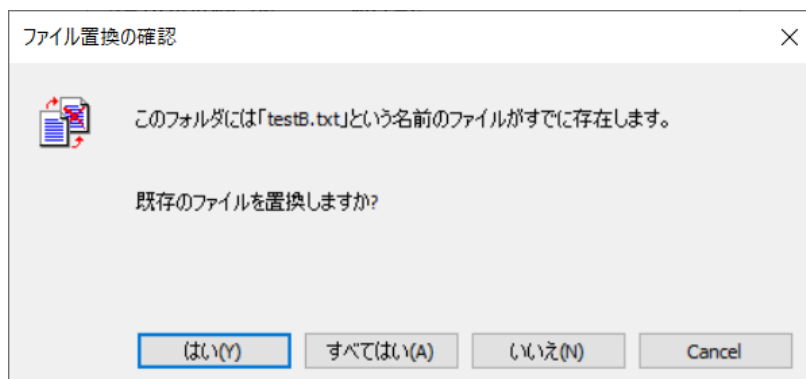 ファイル置換の確認
このフォルダには「testB.txt」という名前のファイルがすでに存在します。
既存のファイルを置換しますか?
はい(Y) すべてはい(A) いいえ(N) Cancel